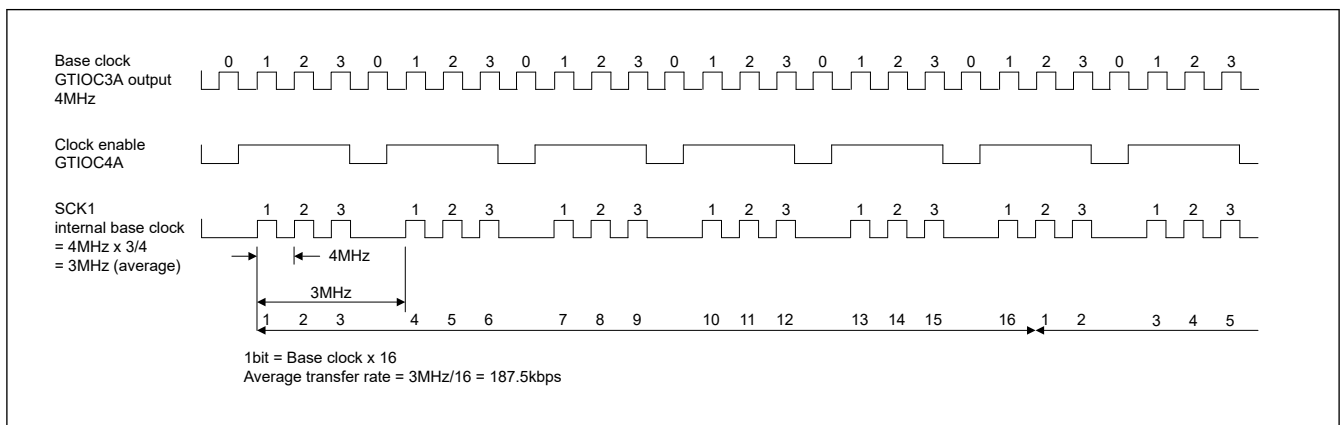 Base clock
GTIOC3A output
4MHz
0 1 2 3 0 1 2 3 0 1 2 3 0 1 2 3 0 1 2 3 0 1 2 3 0 1 2 3
Clock enable
GTIOC4A
SCK1
internal base clock
= 4MHz x 3/4
= 3MHz (average)
1 2 3 1 2 3 1 2 3 1 2 3 1 2 3 1 2 3 1 2 3
4MHz
3MHz
1 2 3 4 5 6 7 8 9 10 11 12 13 14 15 16 1 2 3 4 5
1bit = Base clock x 16
Average transfer rate = 3MHz/16 = 187.5kbps